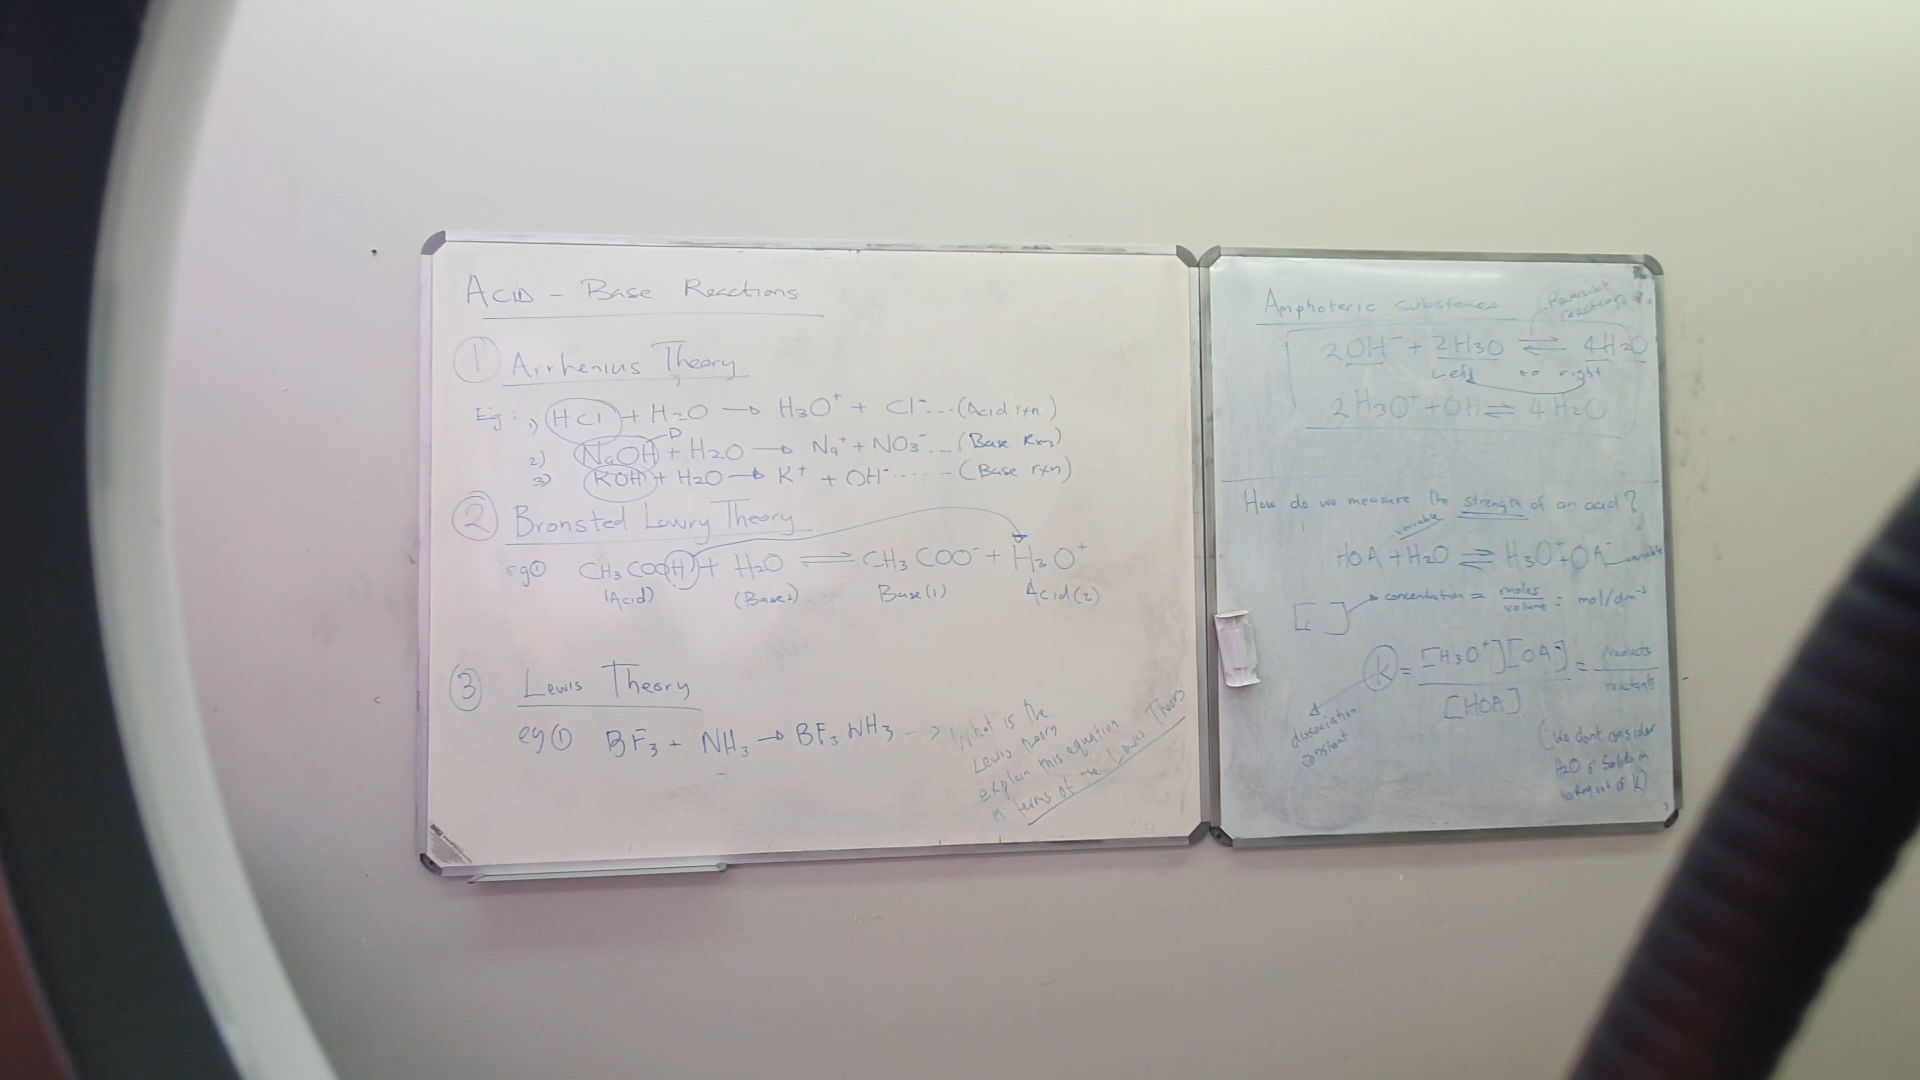 Acid - Base Reactions
① Arrhenius Theory
Eg: 1) HCl + H2O → H3O⁺ + Cl⁻... (Acid rxn)
2) NaOH + H2O → Na⁺ + NO3⁻... (Base Rxn)
3) KOH + H2O → K⁺ + OH⁻...... (Base rxn)
② Bronsted Lowry Theory
eg① CH3COOH + H2O ⇌ CH3COO⁻ + H3O⁺
(Acid) (Base2) Base(1) Acid(2)
③ Lewis Theory
eg① BF3 + NH3 → BF3NH3 → What is the
Lewis theory
explain this equation
in terms of the Lewis Theory
Amphoteric substance
Reversible
reaction
2OH⁻ + 2H3O ⇌ 4H2O
Left to right
2H3O⁺ + OH ⇌ 4H2O
How do we measure the strength of an acid?
variable
HOA + H2O ⇌ H3O⁺ + OA⁻ variable
[ ] → concentration = moles/volume = mol/dm⁻³
K = [H3O⁺][OA⁻]/[HOA] = products/reactants
dissociation
constant
(We dont consider
H2O & Solids in
working out of K)